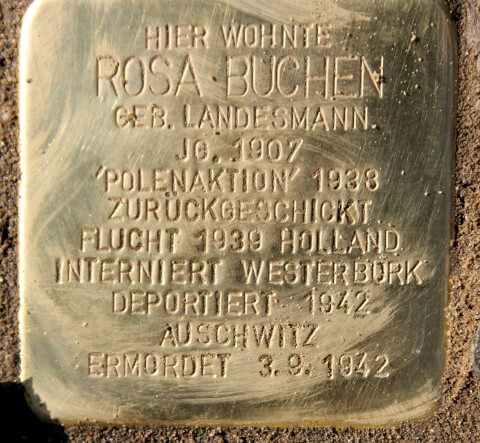 HIER WOHNTE
ROSA BUCHEN
GEB. LANDESMANN
JG. 1907
'POLENAKTION' 1938
ZURÜCKGESCHICKT
FLUCHT 1939 HOLLAND
INTERNIERT WESTERBORK
DEPORTIERT 1942
AUSCHWITZ
ERMORDET 3.9.1942